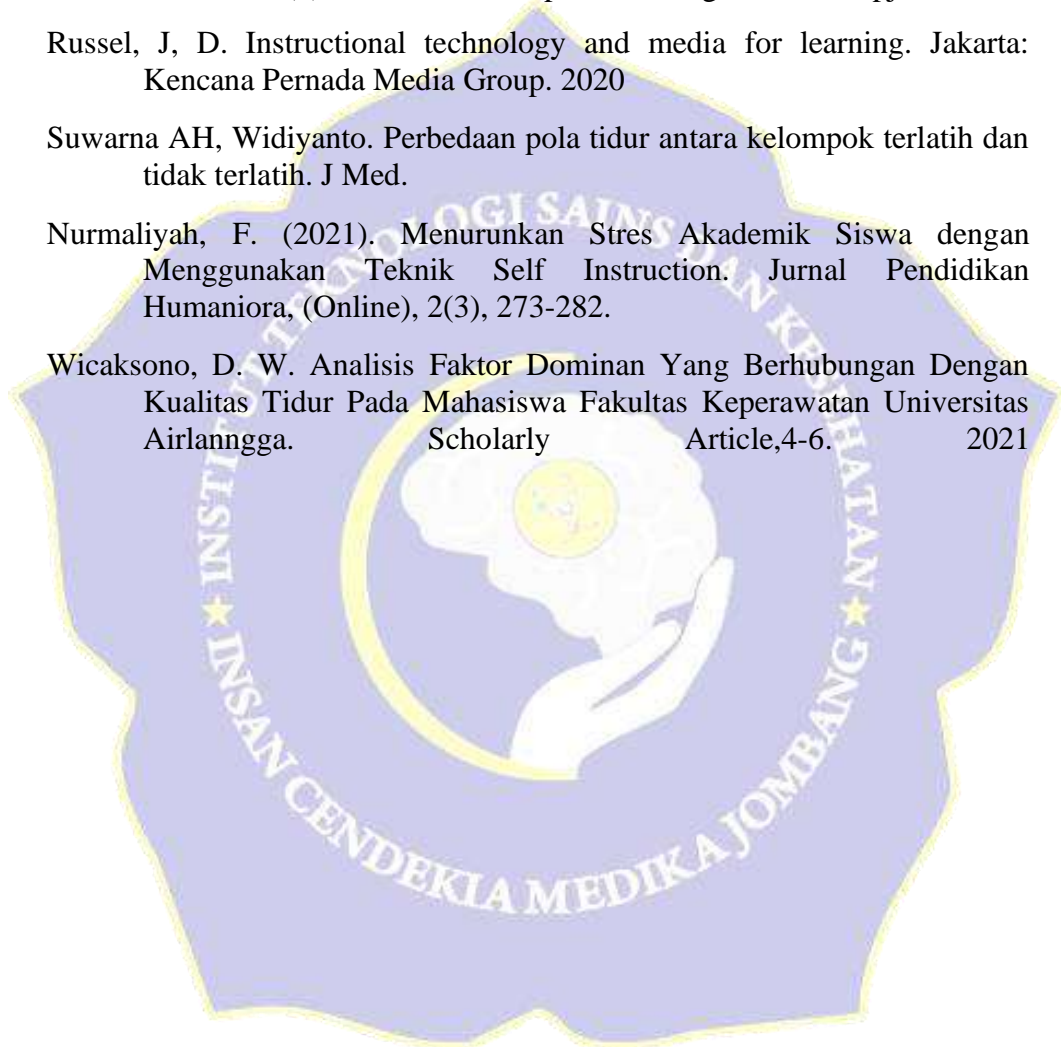 Russel, J, D. Instructional technology and media for learning. Jakarta:
Kencana Pernada Media Group. 2020
Suwarna AH, Widiyanto. Perbedaan pola tidur antara kelompok terlatih dan
tidak terlatih. J Med.
Nurmaliyah, F. (2021). Menurunkan Stres Akademik Siswa dengan
Menggunakan Teknik Self Instruction. Jurnal Pendidikan
Humaniora, (Online), 2(3), 273-282.
Wicaksono, D. W. Analisis Faktor Dominan Yang Berhubungan Dengan
Kualitas Tidur Pada Mahasiswa Fakultas Keperawatan Universitas
Airlanngga. Scholarly Article,4-6. 2021
INSTITUT TEKNOLOGI SAINS DAN KESEHATAN
INSAN CENDEKIA MEDIKA JOMBANG